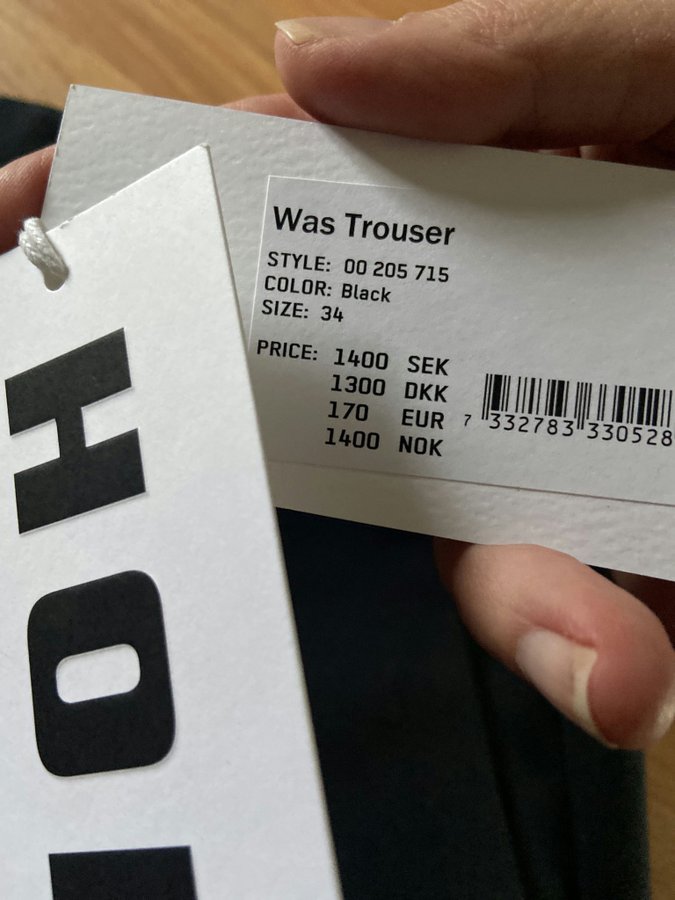 Was Trouser
STYLE: 00 205 715
COLOR: Black
SIZE: 34
PRICE: 1400 SEK
1300 DKK
170 EUR
1400 NOK
7 332783 330528
HO